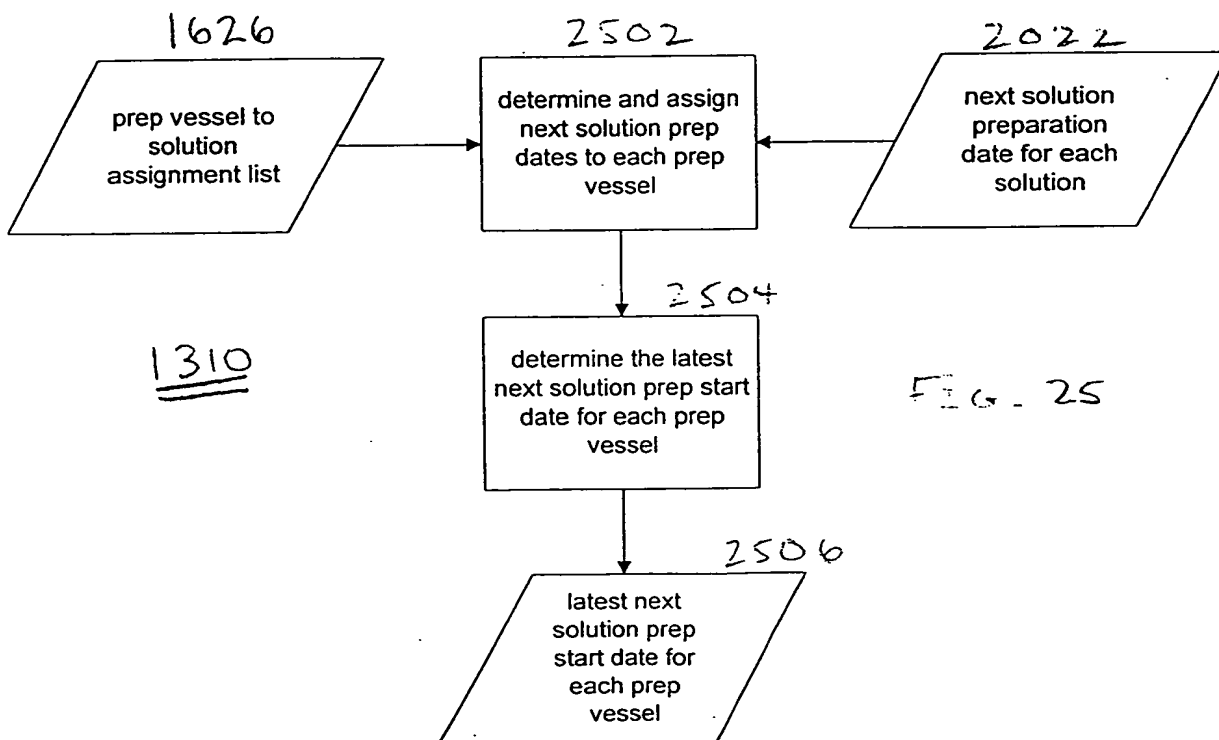 1626
prep vessel to
solution
assignment list
2502
determine and assign
next solution prep
dates to each prep
vessel
2022
next solution
preparation
date for each
solution
2504
determine the latest
next solution prep start
date for each prep
vessel
1310
FIG. 25
2506
latest next
solution prep
start date for
each prep
vessel